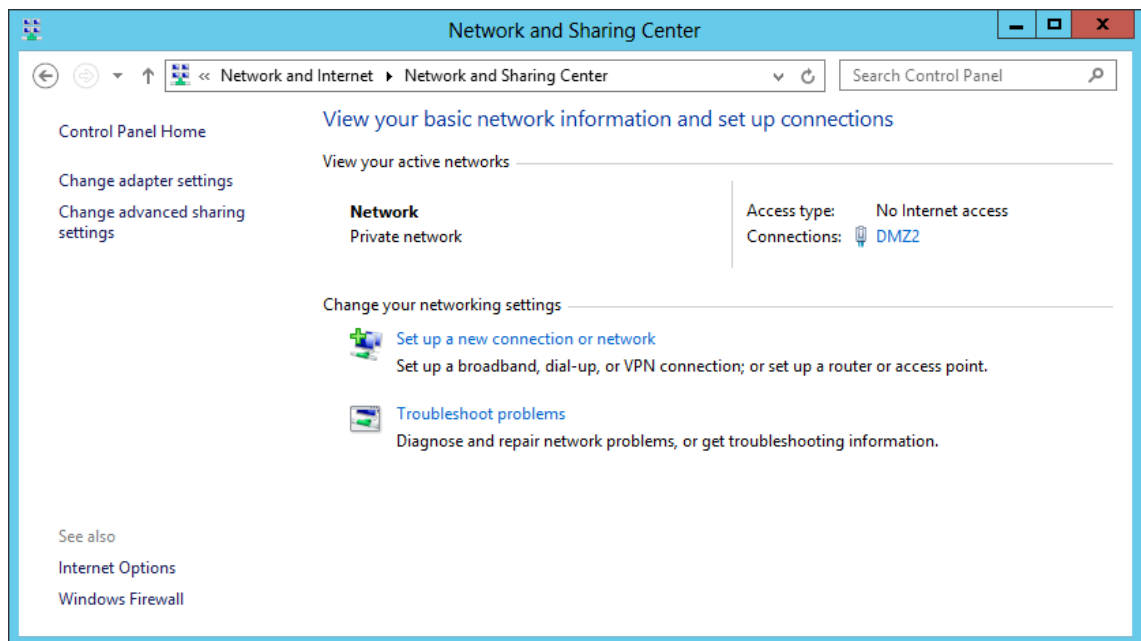 Network and Sharing Center
« Network and Internet ▸ Network and Sharing Center
Search Control Panel
Control Panel Home
Change adapter settings
Change advanced sharing
settings
View your basic network information and set up connections
View your active networks
Network
Private network
Access type: No Internet access
Connections: DMZ2
Change your networking settings
Set up a new connection or network
Set up a broadband, dial-up, or VPN connection; or set up a router or access point.
Troubleshoot problems
Diagnose and repair network problems, or get troubleshooting information.
See also
Internet Options
Windows Firewall